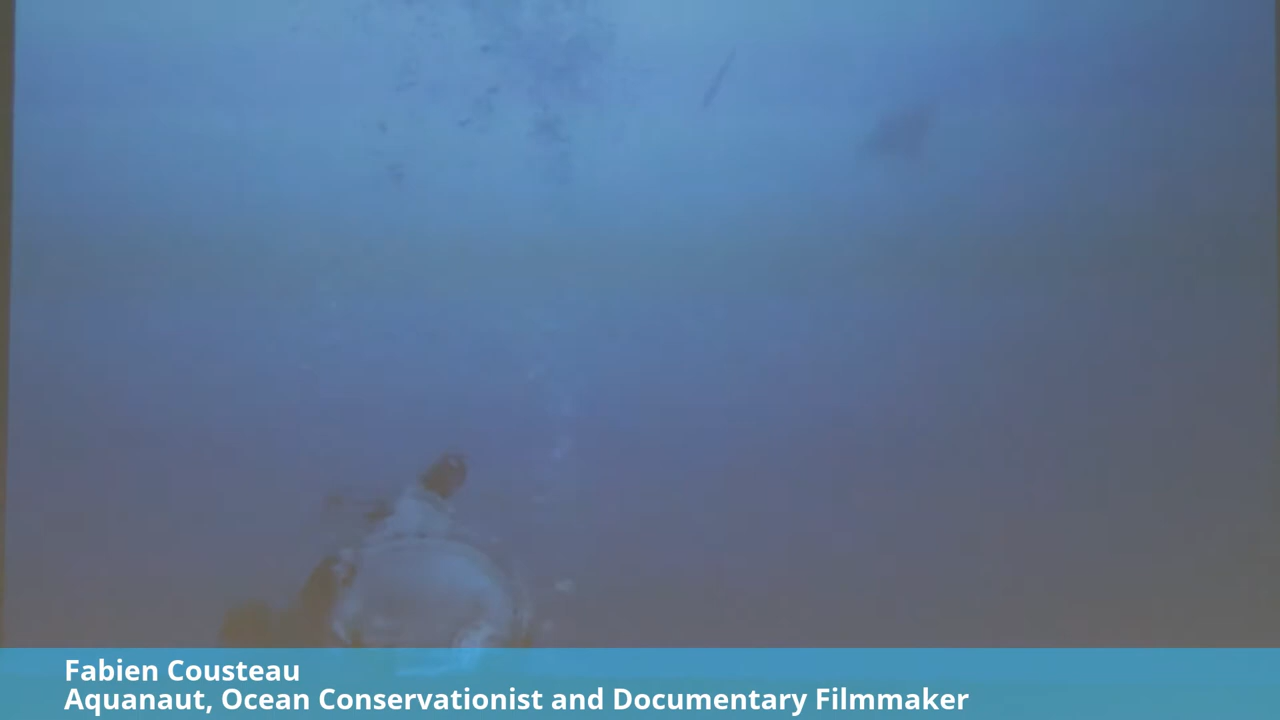 Fabien Cousteau
Aquanaut, Ocean Conservationist and Documentary Filmmaker